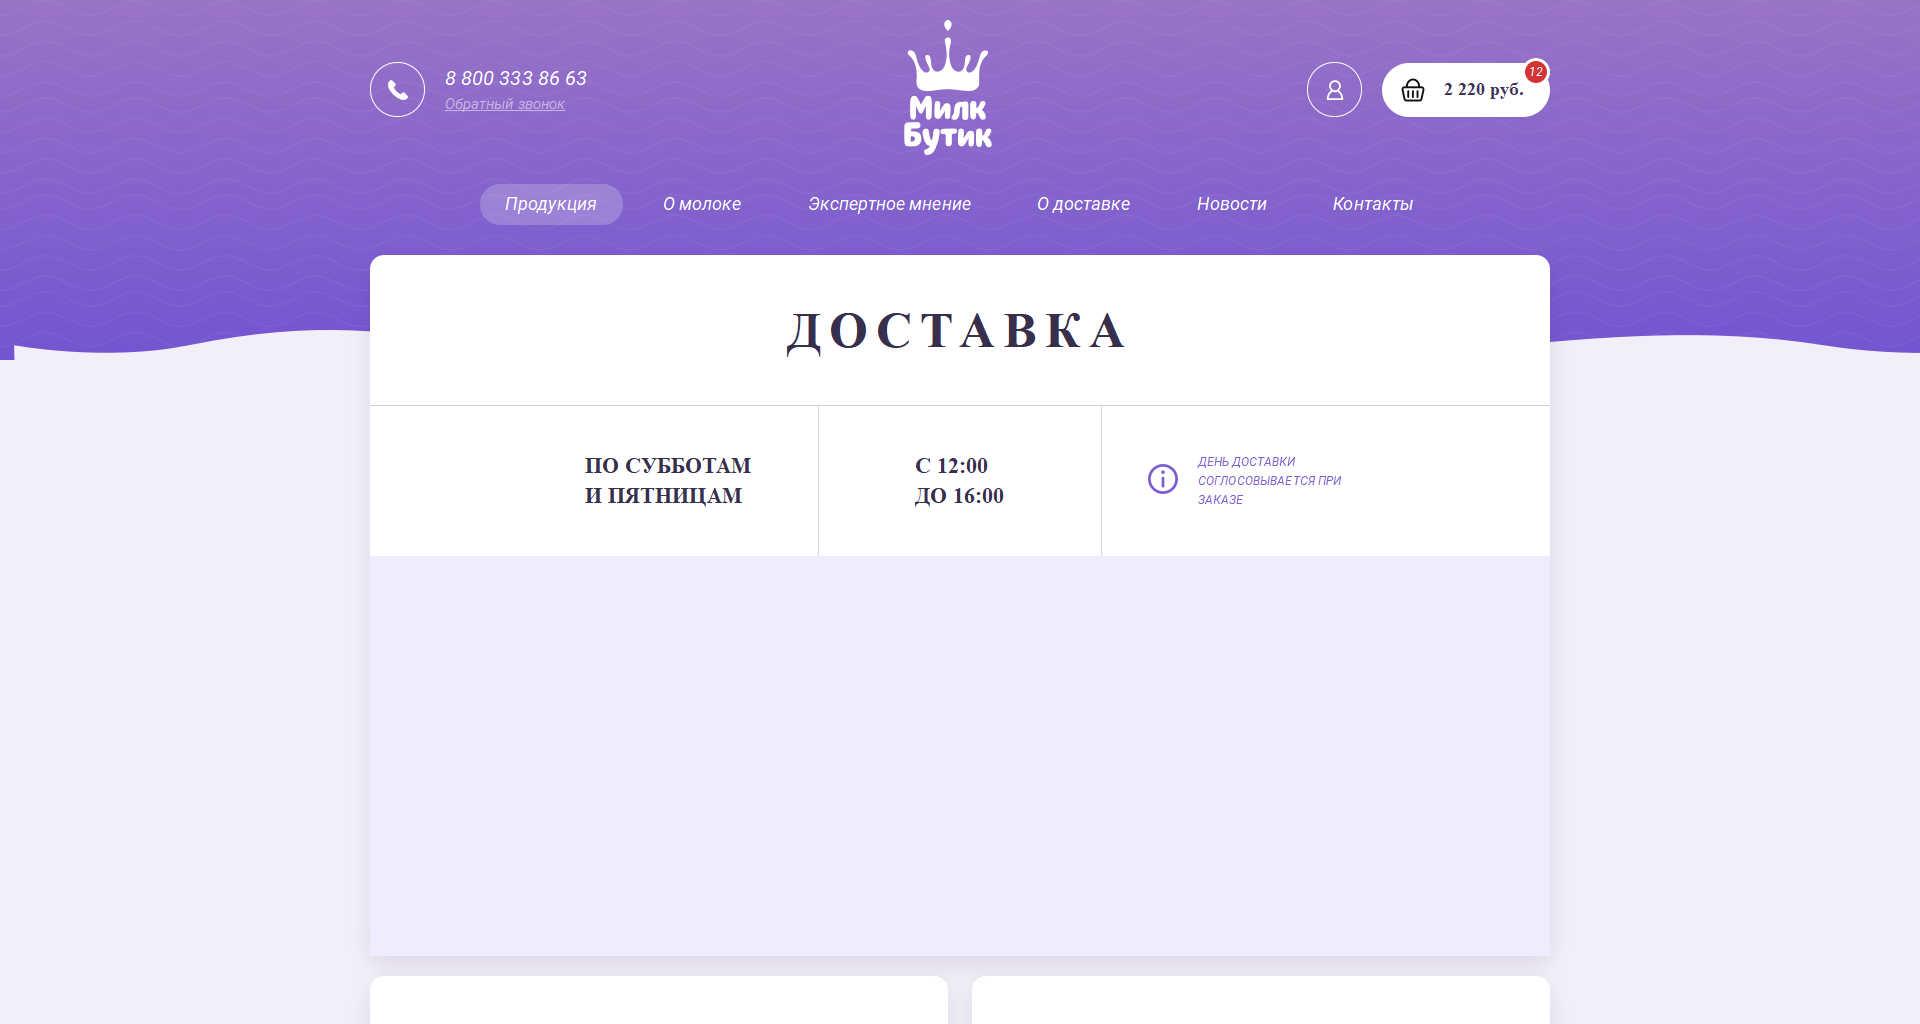 8 800 333 86 63
Обратный звонок
Милк
Бутик
2 220 руб.
12
Продукция
О молоке
Экспертное мнение
О доставке
Новости
Контакты
ДОСТАВКА
ПО СУББОТАМ
И ПЯТНИЦАМ
С 12:00
ДО 16:00
ДЕНЬ ДОСТАВКИ
СОГЛОСОВЫВАЕТСЯ ПРИ
ЗАКАЗЕ